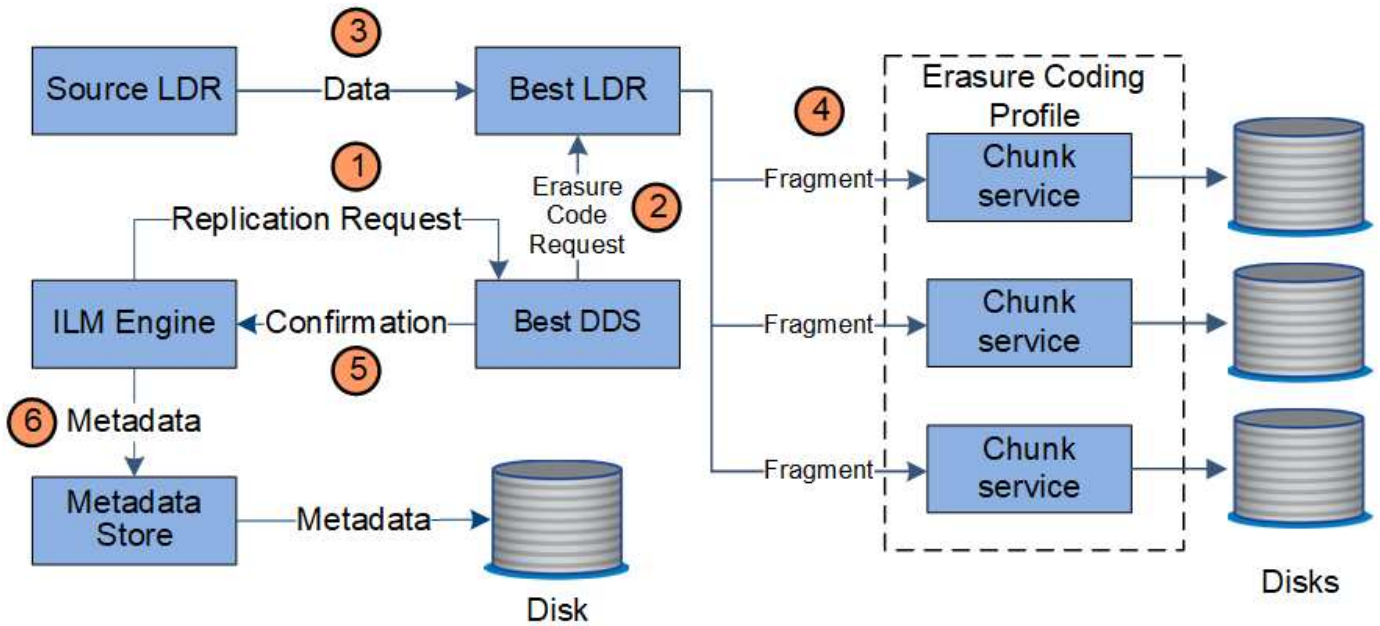 3
Source LDR
Data
Best LDR
4
Erasure Coding
Profile
Chunk
service
Fragment
1
Replication Request
Erasure
Code
Request
2
ILM Engine
Confirmation
Best DDS
5
Fragment
Chunk
service
6
Metadata
Metadata
Store
Metadata
Disk
Fragment
Chunk
service
Disks